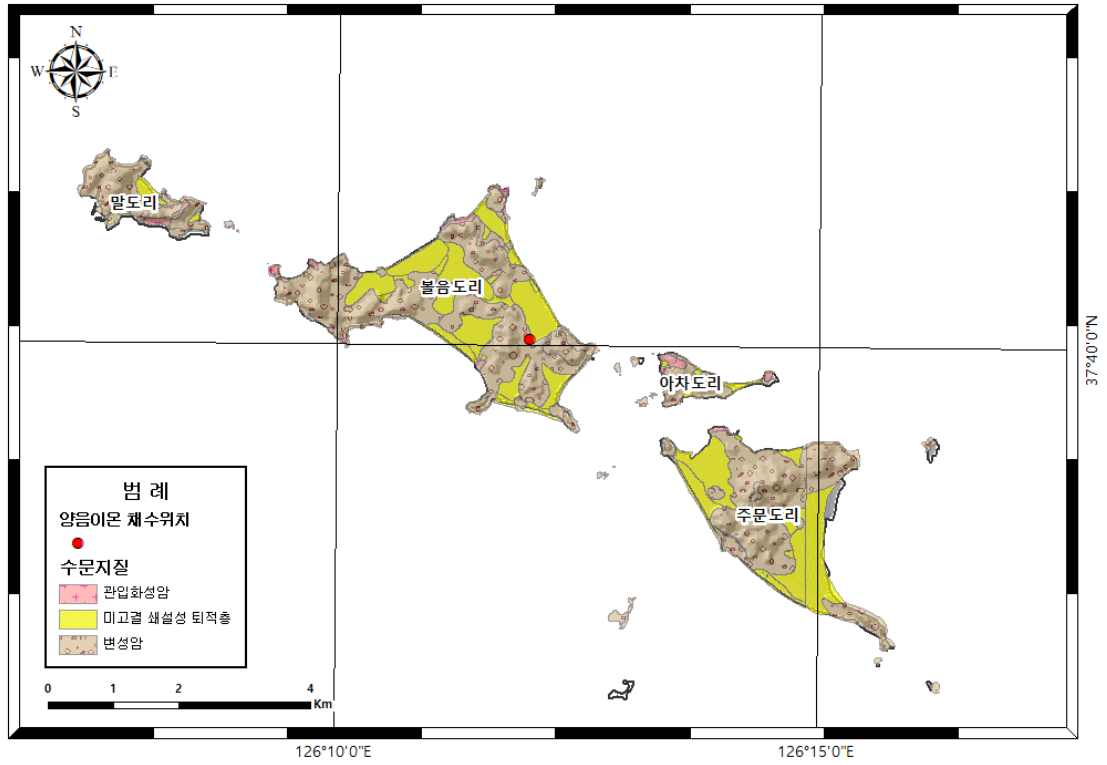 N
W E
S
말도리
볼음도리
아차도리
주문도리
37°40'0"N
범 례
양음이온 채수위치
수문지질
관입화성암
미고결 쇄설성 퇴적층
변성암
0 1 2 4
Km
126°10'0"E 126°15'0"E